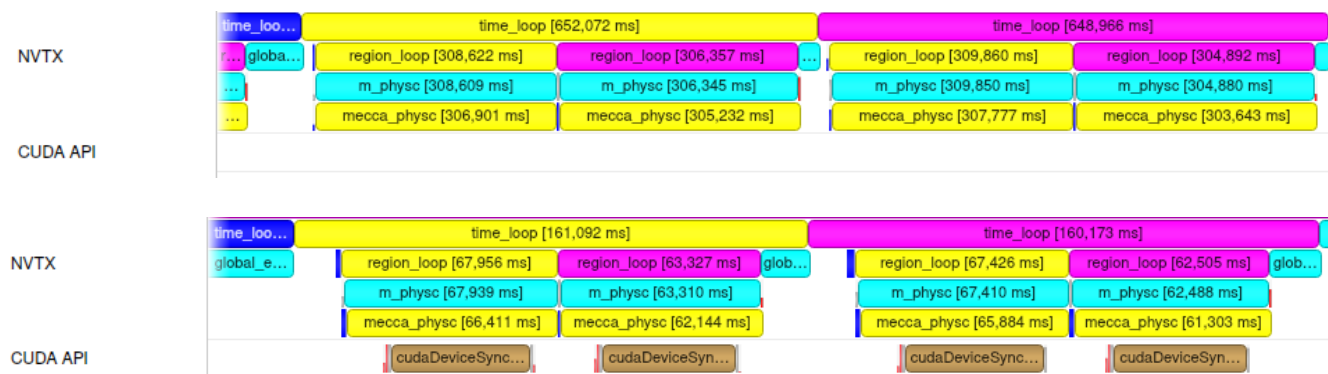 time_loo... time_loop [652,072 ms] time_loop [648,966 ms]
NVTX r... globa... region_loop [308,622 ms] region_loop [306,357 ms] ... region_loop [309,860 ms] region_loop [304,892 ms]
... m_physc [308,609 ms] m_physc [306,345 ms] m_physc [309,850 ms] m_physc [304,880 ms]
... mecca_physc [306,901 ms] mecca_physc [305,232 ms] mecca_physc [307,777 ms] mecca_physc [303,643 ms]
CUDA API
time_loo... time_loop [161,092 ms] time_loop [160,173 ms]
NVTX global_e... region_loop [67,956 ms] region_loop [63,327 ms] glob... region_loop [67,426 ms] region_loop [62,505 ms] glob...
m_physc [67,939 ms] m_physc [63,310 ms] m_physc [67,410 ms] m_physc [62,488 ms]
mecca_physc [66,411 ms] mecca_physc [62,144 ms] mecca_physc [65,884 ms] mecca_physc [61,303 ms]
CUDA API cudaDeviceSync... cudaDeviceSyn... cudaDeviceSync... cudaDeviceSyn...